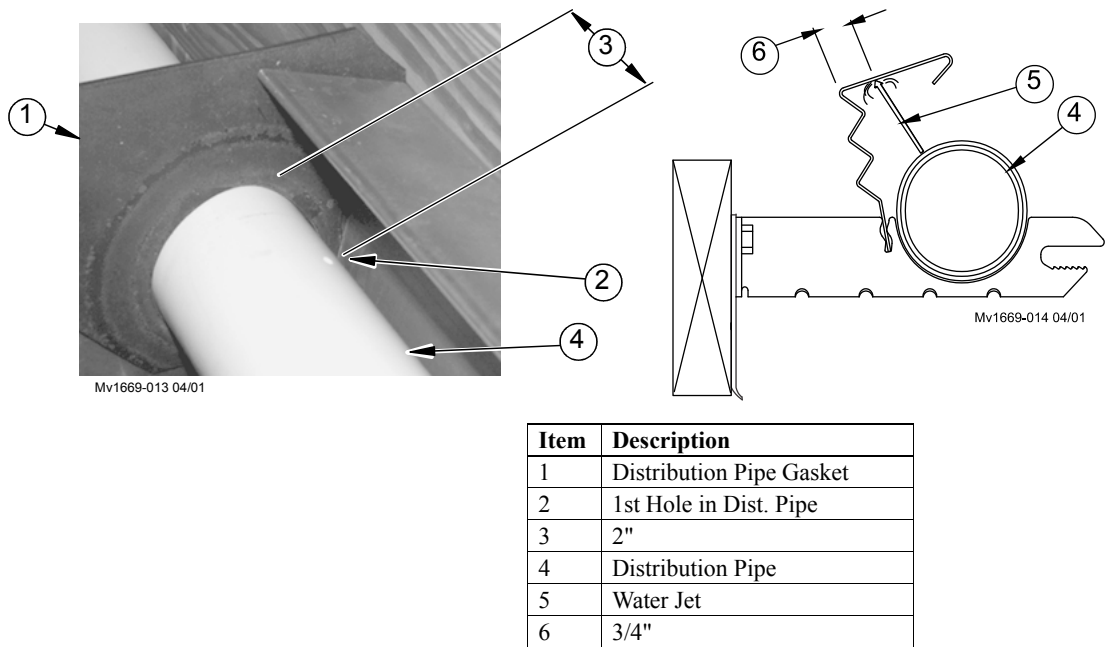 1
3
2
4
Mv1669-013 04/01
6
5
4
Mv1669-014 04/01
Item Description
1 Distribution Pipe Gasket
2 1st Hole in Dist. Pipe
3 2"
4 Distribution Pipe
5 Water Jet
6 3/4"